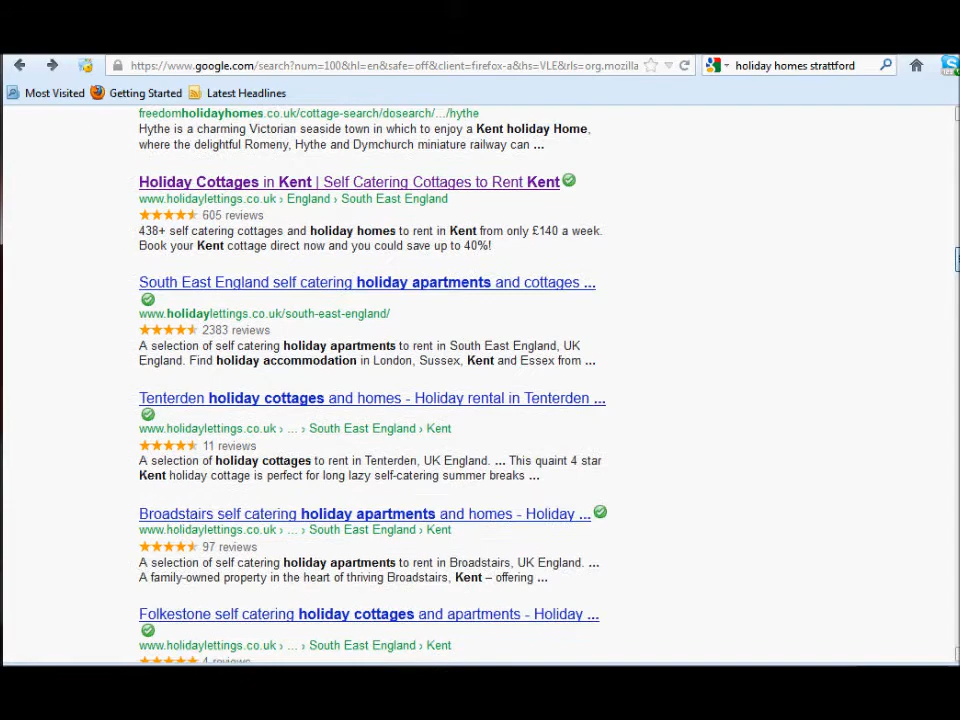 https://www.google.com/search?num=100&hl=en&safe=off&client=firefox-a&hs=VLE&rls=org.mozilla
holiday homes strattford
Most Visited Getting Started Latest Headlines
freedomholidayhomes.co.uk/cottage-search/dosearch/.../hythe
Hythe is a charming Victorian seaside town in which to enjoy a Kent holiday Home,
where the delightful Romeny, Hythe and Dymchurch miniature railway can ...
Holiday Cottages in Kent | Self Catering Cottages to Rent Kent
www.holidaylettings.co.uk › England › South East England
605 reviews
438+ self catering cottages and holiday homes to rent in Kent from only £140 a week.
Book your Kent cottage direct now and you could save up to 40%!
South East England self catering holiday apartments and cottages ...
www.holidaylettings.co.uk/south-east-england/
2383 reviews
A selection of self catering holiday apartments to rent in South East England, UK
England. Find holiday accommodation in London, Sussex, Kent and Essex from ...
Tenterden holiday cottages and homes - Holiday rental in Tenterden ...
www.holidaylettings.co.uk › ... › South East England › Kent
11 reviews
A selection of holiday cottages to rent in Tenterden, UK England. ... This quaint 4 star
Kent holiday cottage is perfect for long lazy self-catering summer breaks ...
Broadstairs self catering holiday apartments and homes - Holiday ...
www.holidaylettings.co.uk › ... › South East England › Kent
97 reviews
A selection of self catering holiday apartments to rent in Broadstairs, UK England. ...
A family-owned property in the heart of thriving Broadstairs, Kent – offering ...
Folkestone self catering holiday cottages and apartments - Holiday ...
www.holidaylettings.co.uk › ... › South East England › Kent
4 reviews